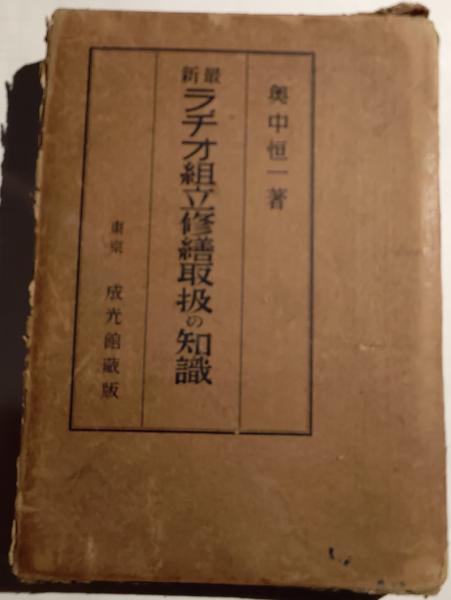 奥中恒一著
最新
ラヂオ組立修繕取扱の知識
東京 成光館蔵版